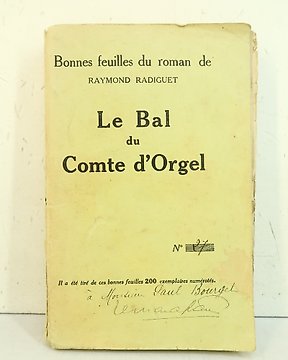 Bonnes feuilles du roman de
RAYMOND RADIGUET
Le Bal
du
Comte d'Orgel
N° 27
Il a été tiré de ces bonnes feuilles 200 exemplaires numérotés.
à Monsieur Paul Bourget